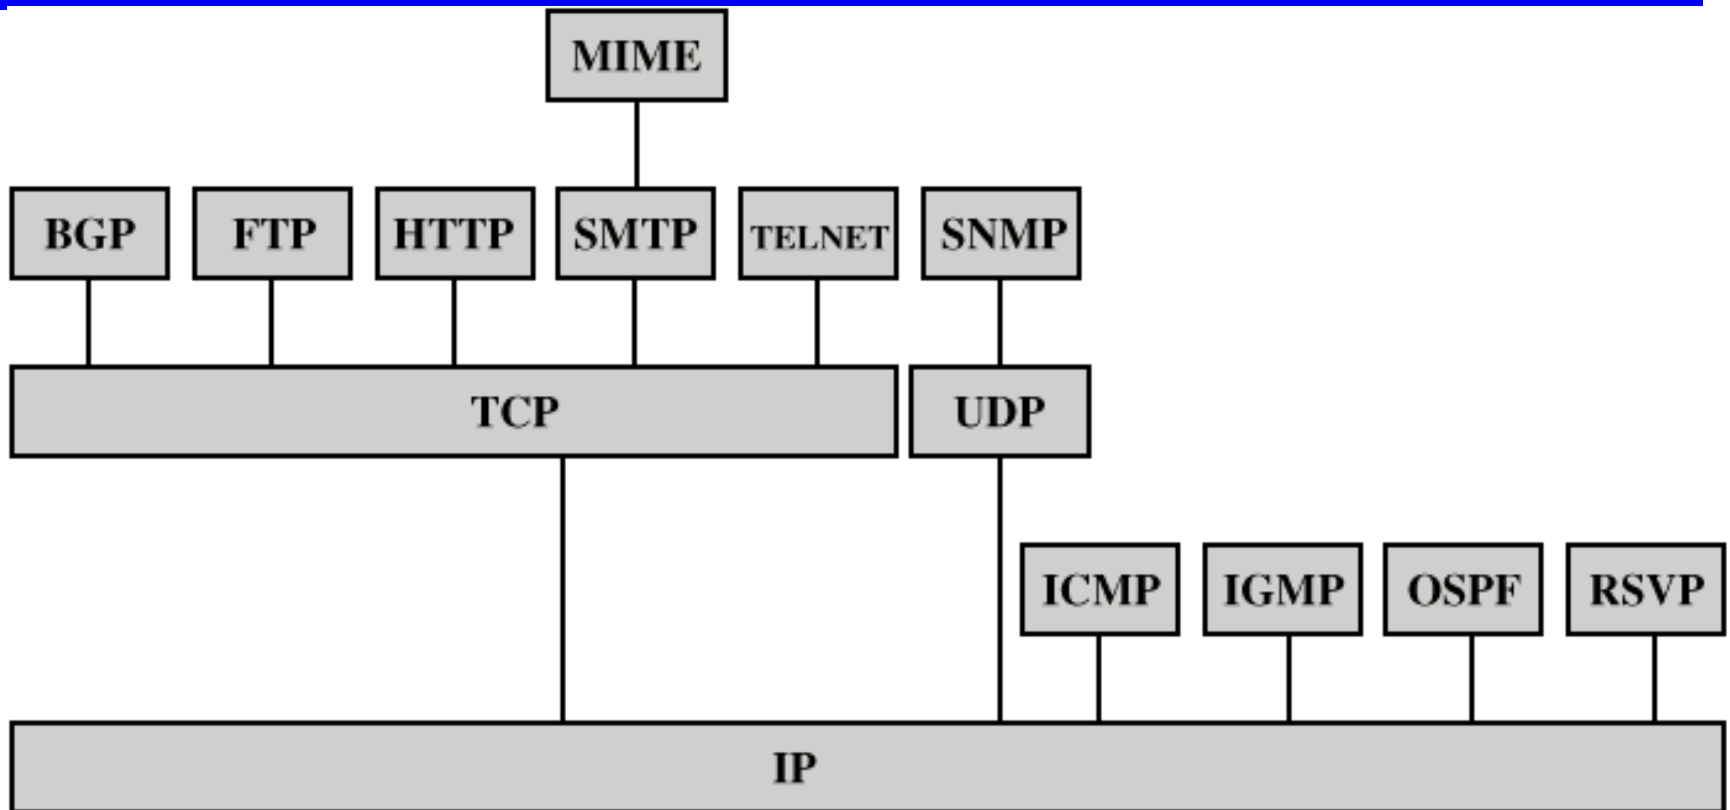 MIME
BGP
FTP
HTTP
SMTP
TELNET
SNMP
TCP
UDP
ICMP
IGMP
OSPF
RSVP
IP